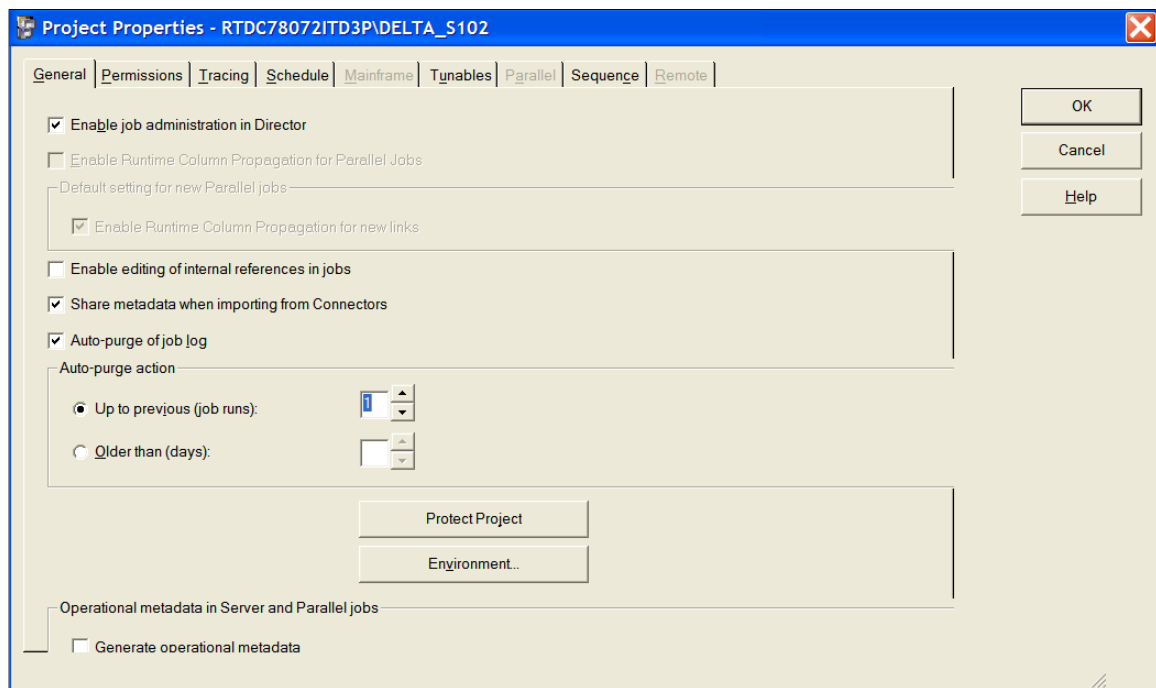 Project Properties - RTDC78072ITD3P\DELTA_S102
General Permissions Tracing Schedule Mainframe Tunables Parallel Sequence Remote
OK
Enable job administration in Director
Cancel
Enable Runtime Column Propagation for Parallel Jobs
Default setting for new Parallel jobs
Help
Enable Runtime Column Propagation for new links
Enable editing of internal references in jobs
Share metadata when importing from Connectors
Auto-purge of job log
Auto-purge action
Up to previous (job runs): 1
Older than (days):
Protect Project
Environment...
Operational metadata in Server and Parallel jobs
Generate operational metadata